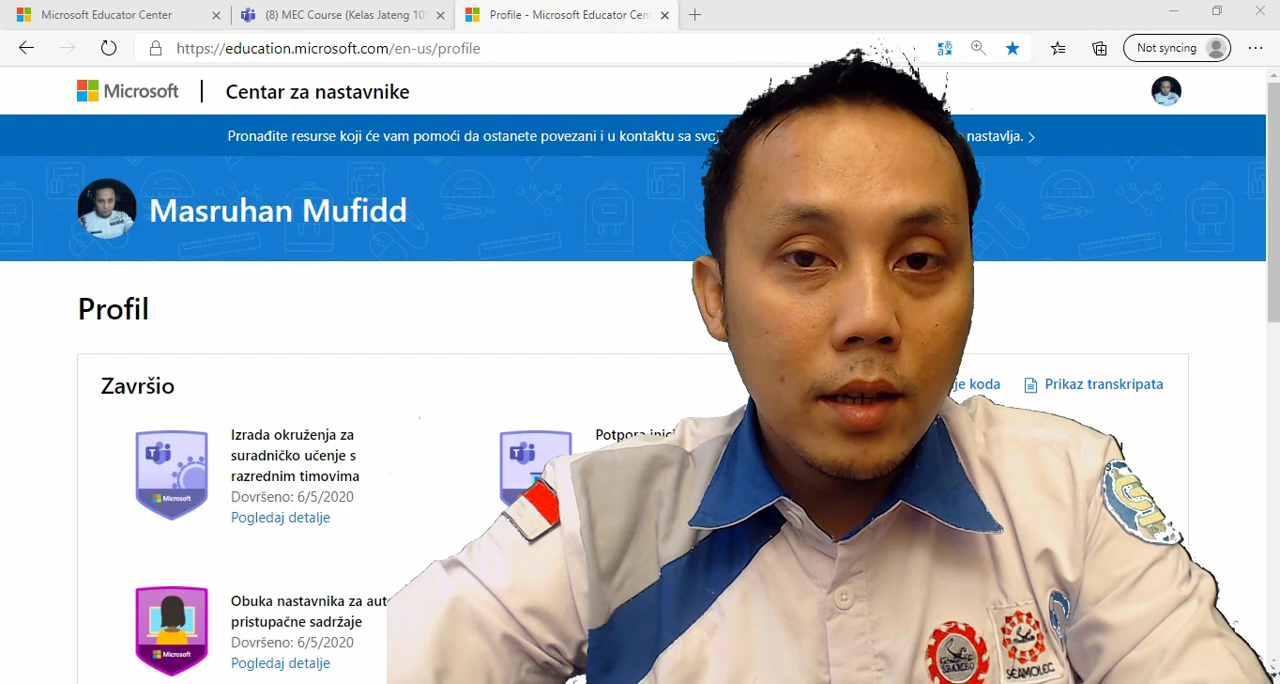 Microsoft Educator Center
(8) MEC Course (Kelas Jateng 10
Profile - Microsoft Educator Cen
https://education.microsoft.com/en-us/profile
Not syncing
Microsoft
Centar za nastavnike
Pronađite resurse koji će vam pomoći da ostanete povezani i u kontaktu sa svoj
nastavlja.
Masruhan Mufidd
Profil
Završio
je koda
Prikaz transkripata
Izrada okruženja za
suradničko učenje s
razrednim timovima
Dovršeno: 6/5/2020
Pogledaj detalje
Microsoft
Potpora inici
Obuka nastavnika za aut
pristupačne sadržaje
Dovršeno: 6/5/2020
Pogledaj detalje
Microsoft
SEAMOLEC
SEAMOLEC